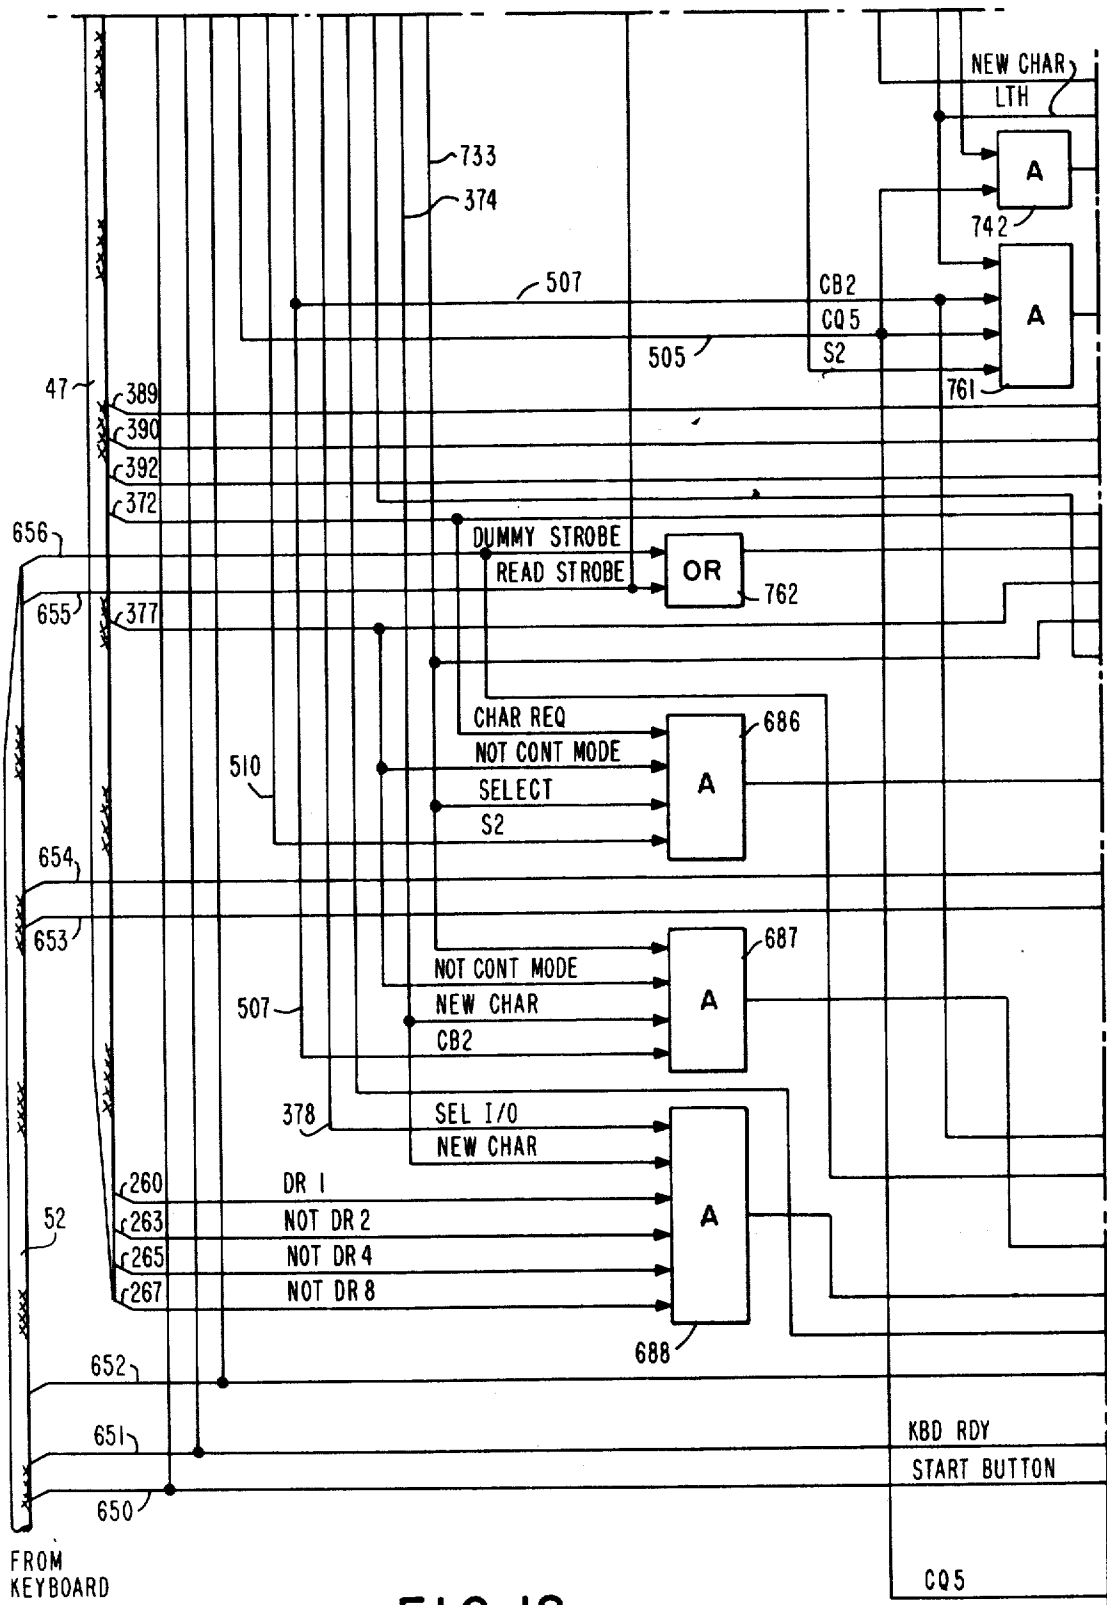 NEW CHAR
LTH
733
A
374
742
507
CB2
CQ5
A
505
S2
47
761
389
390
392
372
656
DUMMY STROBE
READ STROBE
OR
655
762
377
CHAR REQ
686
NOT CONT MODE
510
SELECT
A
S2
654
653
687
NOT CONT MODE
507
NEW CHAR
A
CB2
378
SEL I/O
NEW CHAR
260
DR 1
52
263
NOT DR 2
A
265
NOT DR 4
267
NOT DR 8
688
652
651
KBD RDY
START BUTTON
650
FROM
KEYBOARD
CQ5